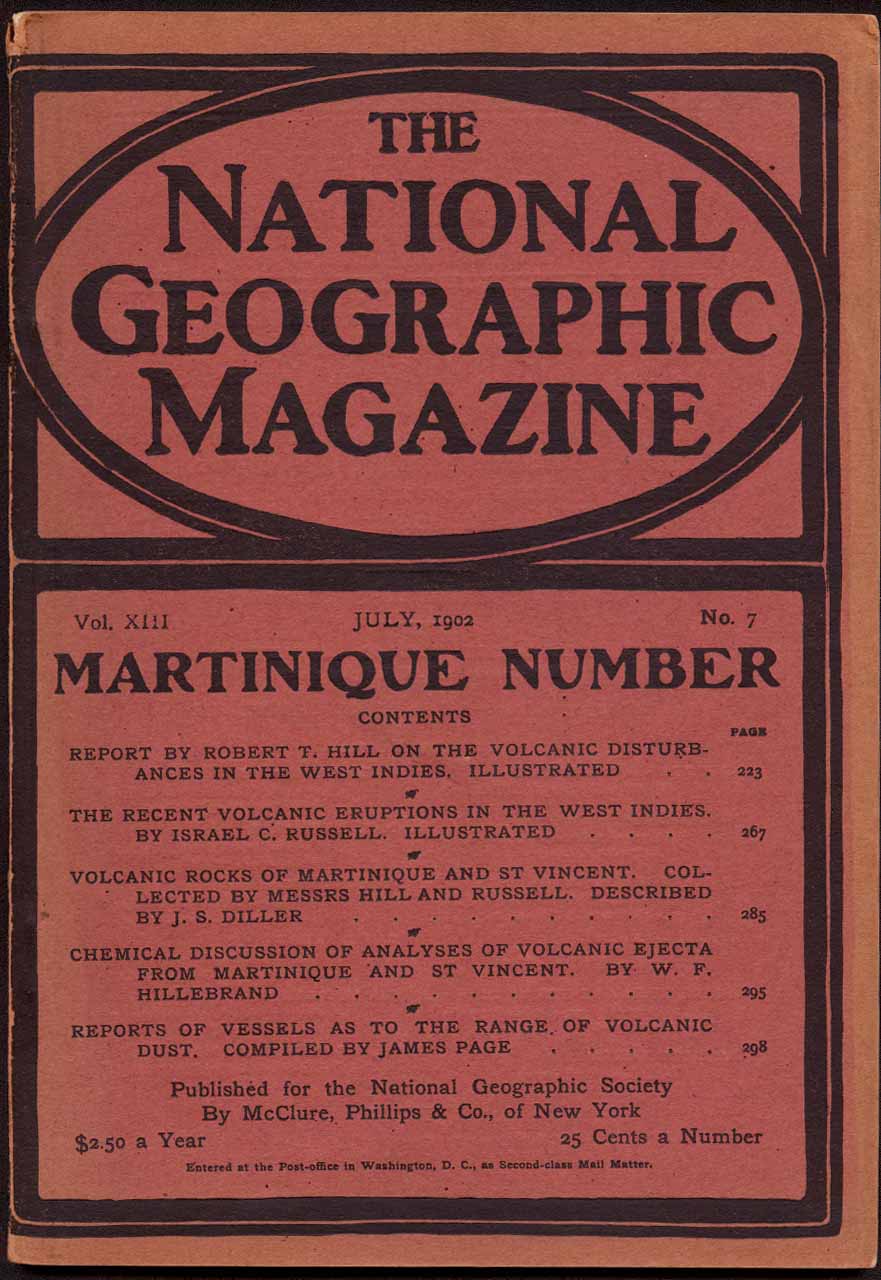 THE
NATIONAL
GEOGRAPHIC
MAGAZINE
Vol. XIII JULY, 1902 No. 7
MARTINIQUE NUMBER
CONTENTS
PAGE
REPORT BY ROBERT T. HILL ON THE VOLCANIC DISTURB-
ANCES IN THE WEST INDIES. ILLUSTRATED . . 223
THE RECENT VOLCANIC ERUPTIONS IN THE WEST INDIES.
BY ISRAEL C. RUSSELL. ILLUSTRATED . . . . 267
VOLCANIC ROCKS OF MARTINIQUE AND ST VINCENT. COL-
LECTED BY MESSRS HILL AND RUSSELL. DESCRIBED
BY J. S. DILLER . . . . . . . . . . 285
CHEMICAL DISCUSSION OF ANALYSES OF VOLCANIC EJECTA
FROM MARTINIQUE AND ST VINCENT. BY W. F.
HILLEBRAND . . . . . . . . . . . 295
REPORTS OF VESSELS AS TO THE RANGE OF VOLCANIC
DUST. COMPILED BY JAMES PAGE . . . . . 298
Published for the National Geographic Society
By McClure, Phillips & Co., of New York
$2.50 a Year 25 Cents a Number
Entered at the Post-office in Washington, D. C., as Second-class Mail Matter.